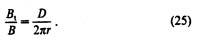 B₁/B = D/2πr . (25)